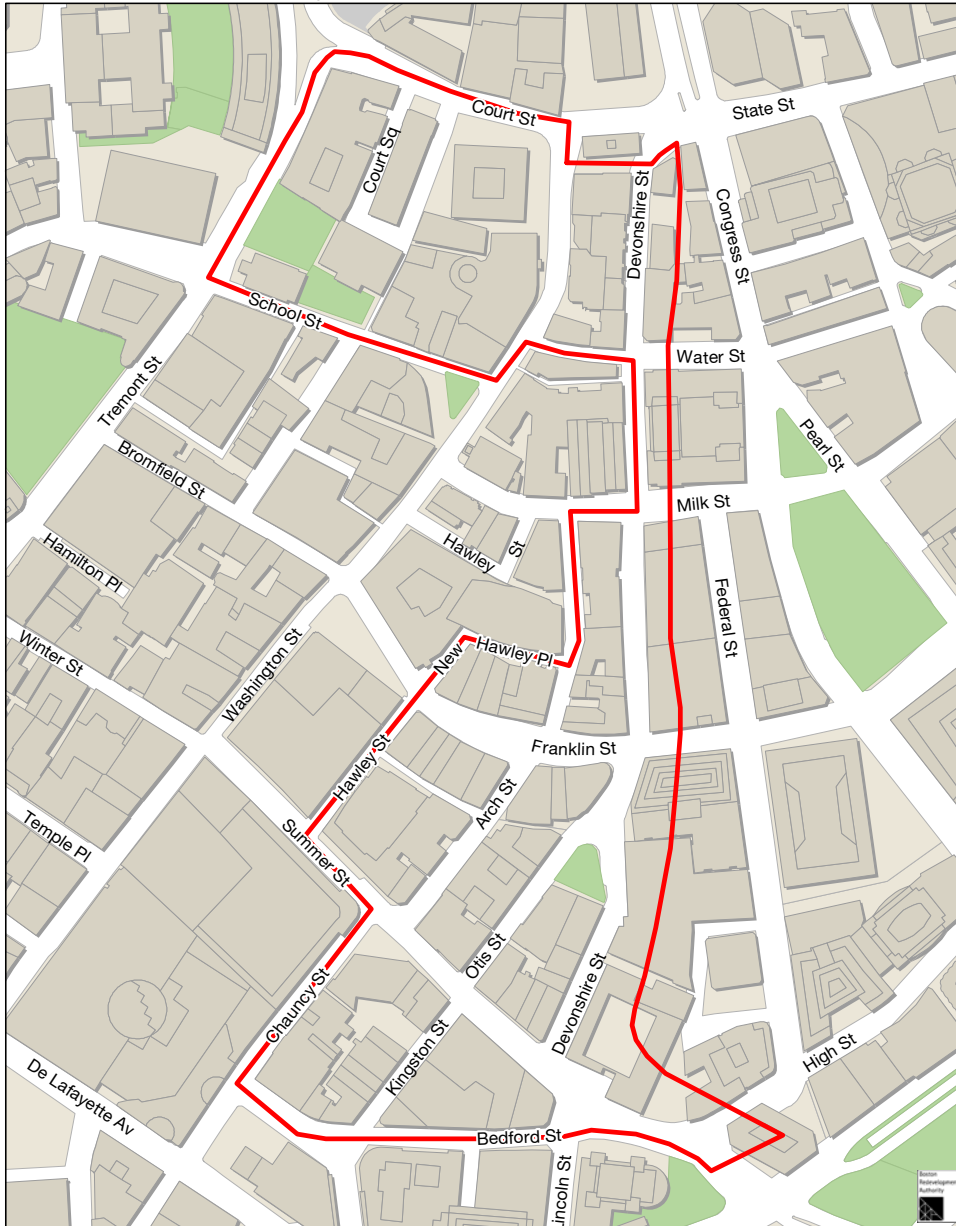 State St
Court St
Court Sq
Devonshire St
Congress St
School St
Water St
Tremont St
Pearl St
Bromfield St
Milk St
Hawley St
Hamilton Pl
Federal St
Winter St
Washington St
New
Hawley Pl
Hawley St
Franklin St
Arch St
Summer St
Temple Pl
Otis St
Devonshire St
Chauncy St
Kingston St
High St
De Lafayette Av
Bedford St
incoln St
Boston
Redevelopment
Authority